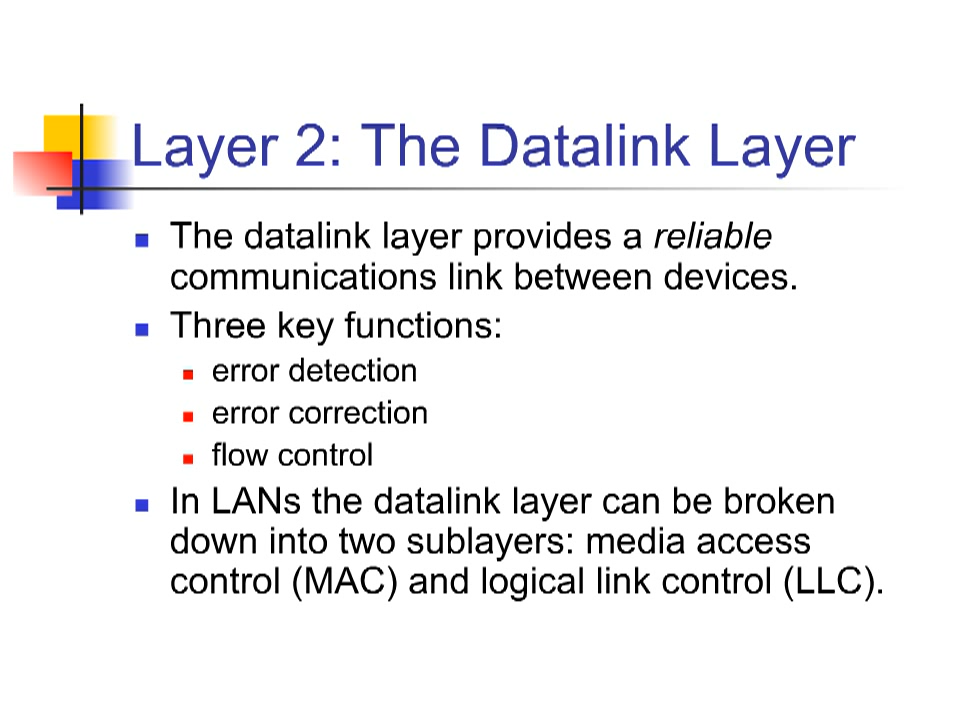 Layer 2: The Datalink Layer
The datalink layer provides a reliable
communications link between devices.
Three key functions:
error detection
error correction
flow control
In LANs the datalink layer can be broken
down into two sublayers: media access
control (MAC) and logical link control (LLC).